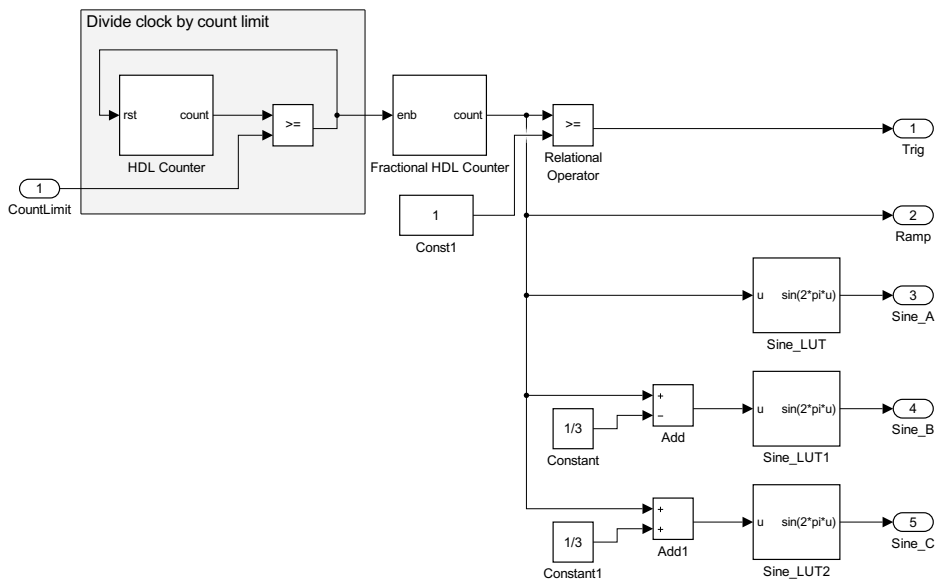 Divide clock by count limit
rst
count
HDL Counter
>=
enb
count
Fractional HDL Counter
>=
Relational
Operator
1
Trig
1
CountLimit
1
Const1
2
Ramp
u
sin(2*pi*u)
Sine_LUT
3
Sine_A
1/3
Constant
+
−
Add
u
sin(2*pi*u)
Sine_LUT1
4
Sine_B
1/3
Constant1
+
+
Add1
u
sin(2*pi*u)
Sine_LUT2
5
Sine_C